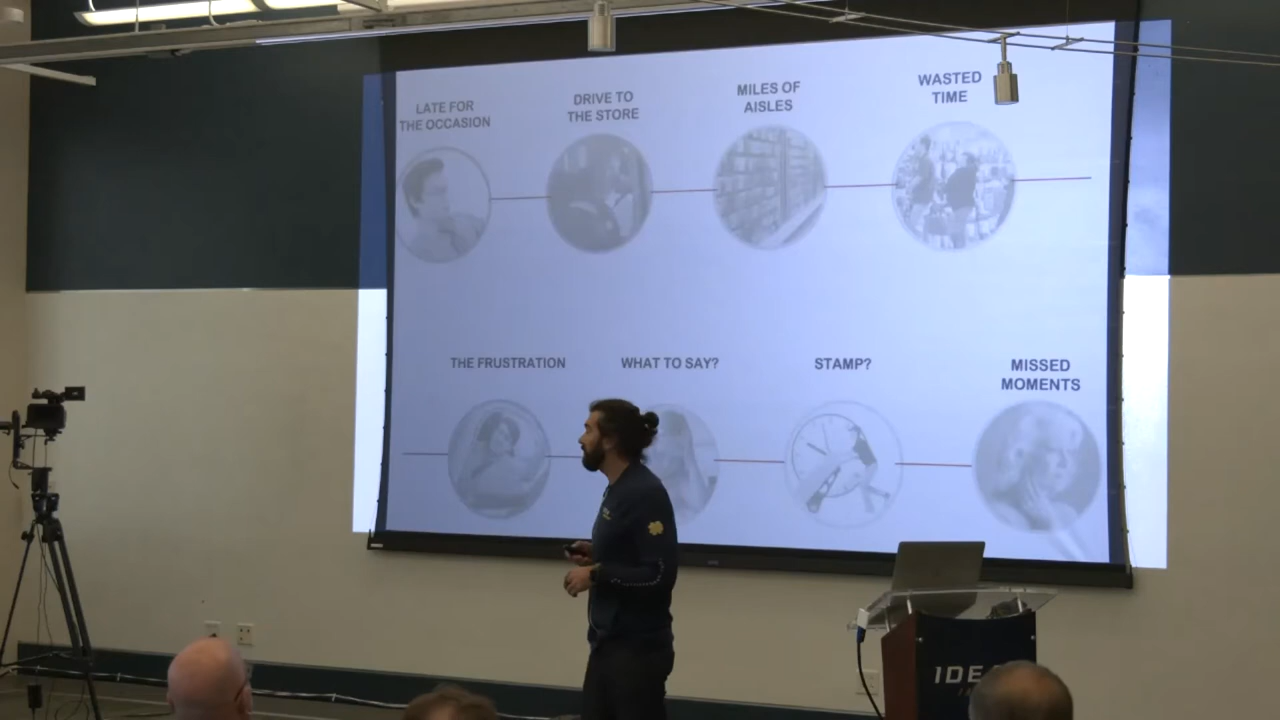 LATE FOR
THE OCCASION
DRIVE TO
THE STORE
MILES OF
AISLES
WASTED
TIME
THE FRUSTRATION
WHAT TO SAY?
STAMP?
MISSED
MOMENTS